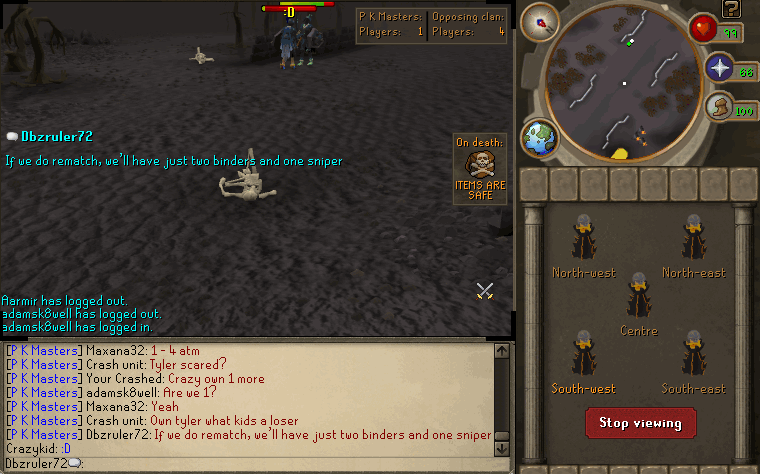 :D
P K Masters: Opposing clan:
Players: 1 Players: 4
?
99
66
100
Dbzruler72
If we do rematch, we'll have just two binders and one sniper
On death:
ITEMS ARE
SAFE
Aarmir has logged out.
adamsk8well has logged out.
adamsk8well has logged in.
[P K Masters] Maxana32: 1 - 4 atm
[P K Masters] Crash unit: Tyler scared?
[P K Masters] Your Crashed: Crazy own 1 more
[P K Masters] adamsk8well: Are we 1?
[P K Masters] Maxana32: Yeah
[P K Masters] Crash unit: Own tyler what kids a loser
[P K Masters] Dbzruler72: If we do rematch, we'll have just two binders and one sniper
Crazykid: :D
Dbzruler72:
North-west North-east
Centre
South-west South-east
Stop viewing